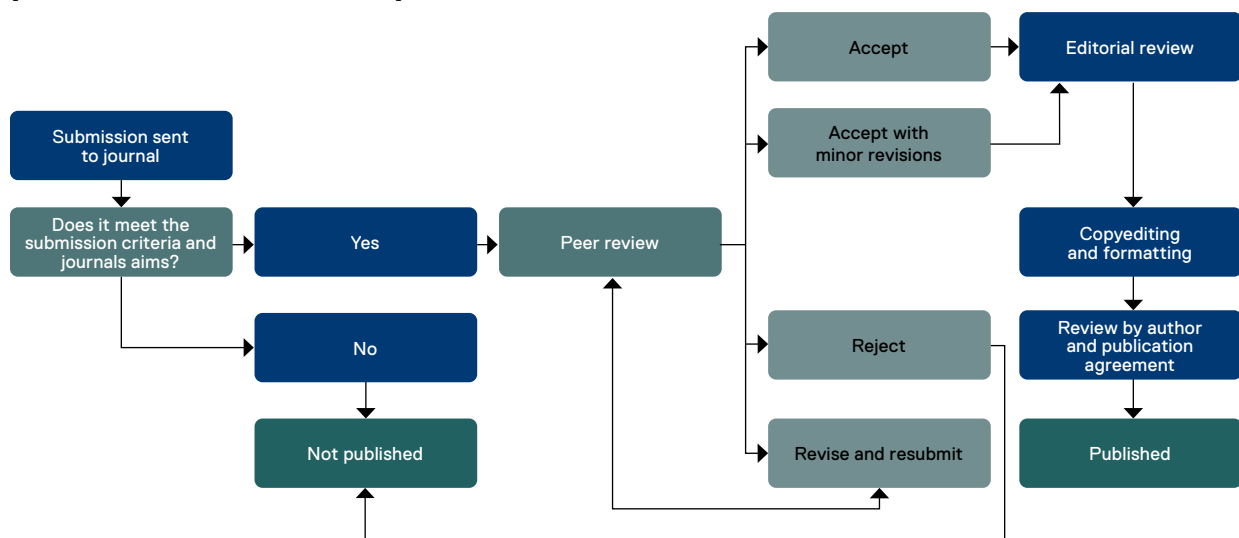 Accept
Editorial review
Submission sent
to journal
Accept with
minor revisions
Does it meet the
submission criteria and
journals aims?
Yes
Peer review
Copyediting
and formatting
No
Reject
Review by author
and publication
agreement
Not published
Revise and resubmit
Published